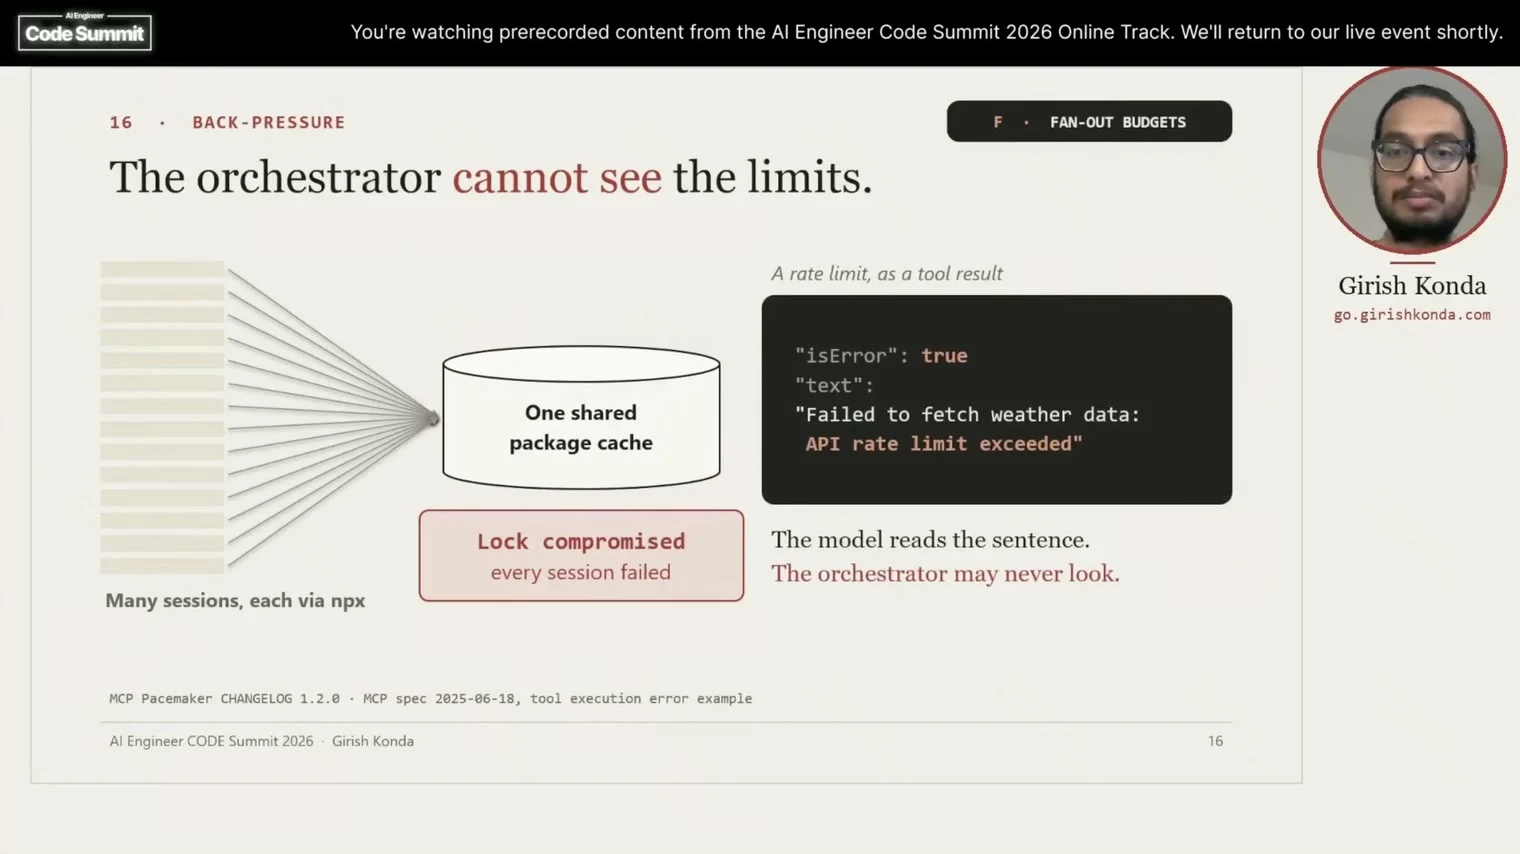 AI Engineer
Code Summit
You're watching prerecorded content from the AI Engineer Code Summit 2026 Online Track. We'll return to our live event shortly.
16 · BACK-PRESSURE
F · FAN-OUT BUDGETS
The orchestrator cannot see the limits.
Girish Konda
go.girishkonda.com
One shared
package cache
Lock compromised
every session failed
Many sessions, each via npx
A rate limit, as a tool result
"isError": true
"text":
"Failed to fetch weather data:
API rate limit exceeded"
The model reads the sentence.
The orchestrator may never look.
MCP Pacemaker CHANGELOG 1.2.0 · MCP spec 2025-06-18, tool execution error example
AI Engineer CODE Summit 2026 · Girish Konda
16